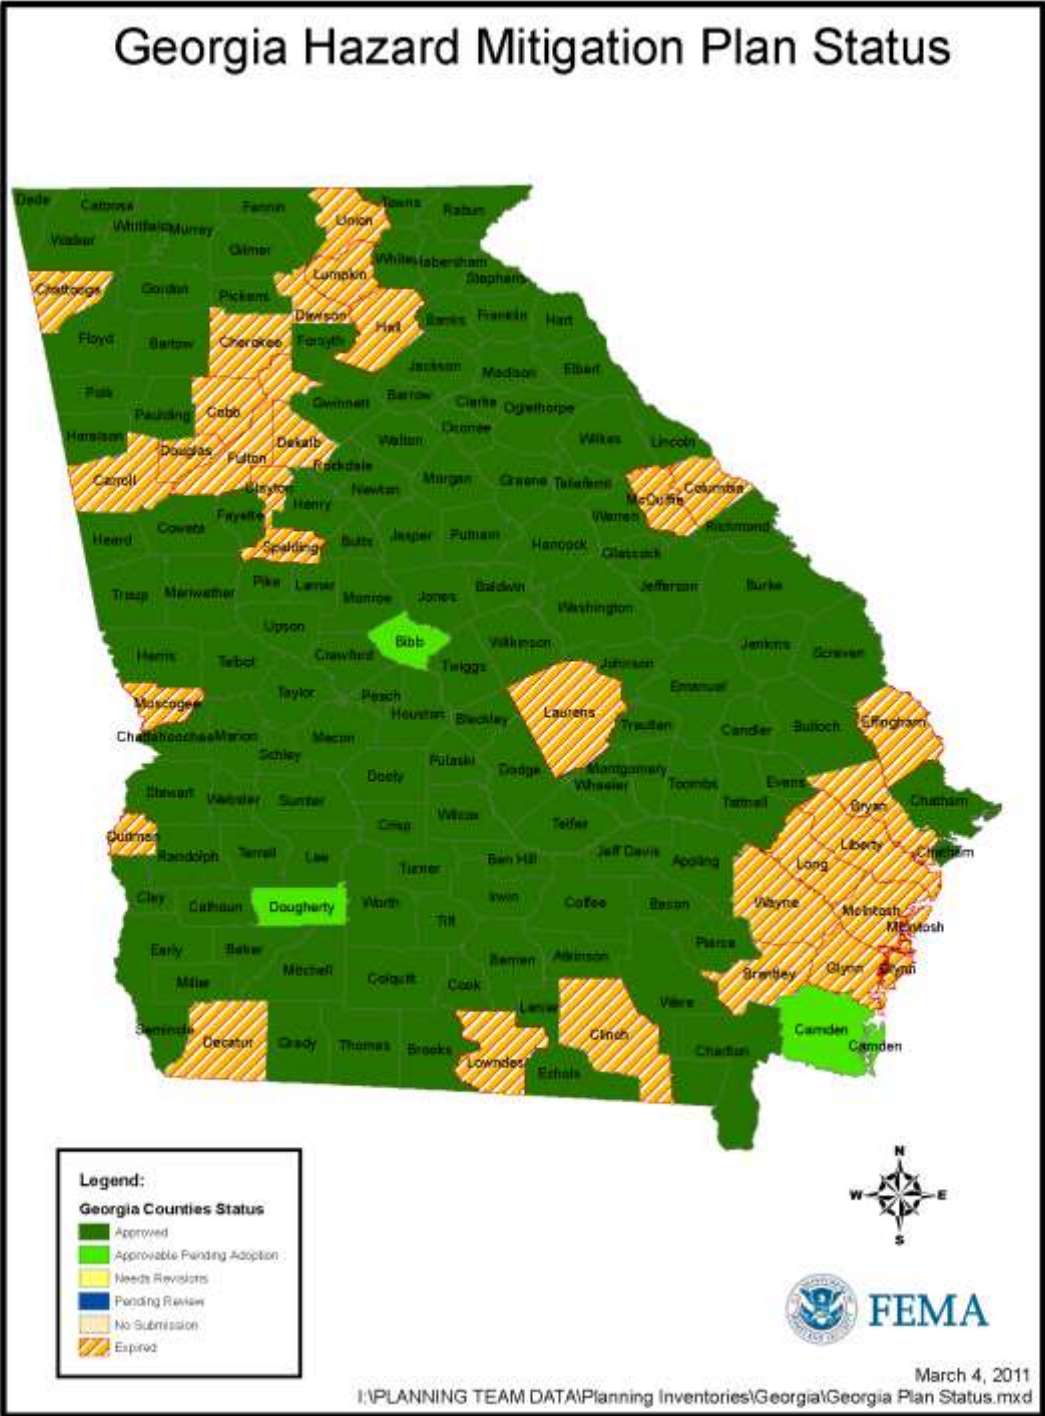 Georgia Hazard Mitigation Plan Status
Dade Catoosa Fannin Union Towns Rabun
Whitfield Murray
Walker Gilmer White Habersham
Lumpkin Stephens
Chattooga Gordon Pickens
Dawson Hall Banks Franklin Hart
Floyd Bartow Cherokee Forsyth
Jackson Madison Elbert
Polk Gwinnett Barrow Clarke Oglethorpe
Paulding Cobb
Haralson Dekalb Walton Oconee Wilkes Lincoln
Douglas Fulton Rockdale
Carroll Clayton Newton Morgan Greene Taliaferro McDuffie Columbia
Fayette Henry Warren Richmond
Heard Coweta Spalding Butts Jasper Putnam Hancock Glascock
Troup Meriwether Pike Lamar Monroe Jones Baldwin Washington Jefferson Burke
Upson Bibb Wilkinson Jenkins Screven
Harris Talbot Crawford Twiggs Johnson
Muscogee Taylor Peach Houston Bleckley Laurens Emanuel
Treutlen Candler Bulloch Effingham
Chattahoochee Marion Schley Macon
Dooly Pulaski Dodge Montgomery
Wheeler Toombs Evans
Stewart Webster Sumter Tattnall Bryan Chatham
Crisp Wilcox Telfair
Quitman Randolph Terrell Lee Turner Ben Hill Jeff Davis Appling Long Liberty Chatham
Clay Calhoun Dougherty Worth Tift Irwin Coffee Bacon Wayne McIntosh
McIntosh
Early Baker Mitchell Colquitt Cook Berrien Atkinson Pierce
Miller Brantley Glynn Glynn
Seminole Decatur Grady Thomas Brooks Lowndes Lanier Clinch Ware Camden
Echols Charlton Camden
Legend:
Georgia Counties Status
Approved
Approvable Pending Adoption
Needs Revisions
Pending Review
No Submission
Expired
N
W E
S
FEMA
March 4, 2011
I:\PLANNING TEAM DATA\Planning Inventories\Georgia\Georgia Plan Status.mxd